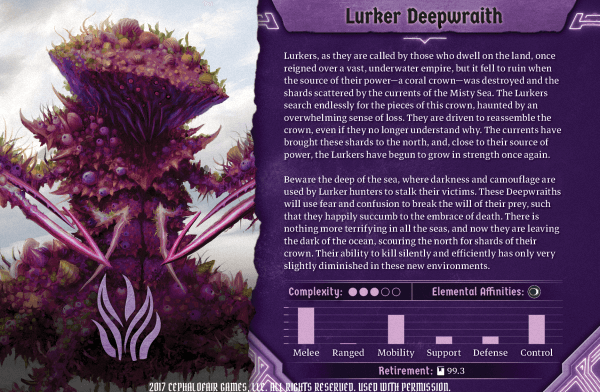 Lurker Deepwraith
Lurkers, as they are called by those who dwell on the land, once
reigned over a vast, underwater empire, but it fell to ruin when
the source of their power—a coral crown—was destroyed and the
shards scattered by the currents of the Misty Sea. The Lurkers
search endlessly for the pieces of this crown, haunted by an
overwhelming sense of loss. They are driven to reassemble the
crown, even if they no longer understand why. The currents have
brought these shards to the north, and, close to their source of
power, the Lurkers have begun to grow in strength once again.
Beware the deep of the sea, where darkness and camouflage are
used by Lurker hunters to stalk their victims. These Deepwraiths
will use fear and confusion to break the will of their prey, such
that they happily succumb to the embrace of death. There is
nothing more terrifying in all the seas, and now they are leaving
the dark of the ocean, scouring the north for shards of their
crown. Their ability to kill silently and efficiently has only very
slightly diminished in these new environments.
Complexity: Elemental Affinities:
Melee Ranged Mobility Support Defense Control
Retirement: 99.3
2017 CEPHALOFAIR GAMES, LLC. ALL RIGHTS RESERVED. USED WITH PERMISSION.